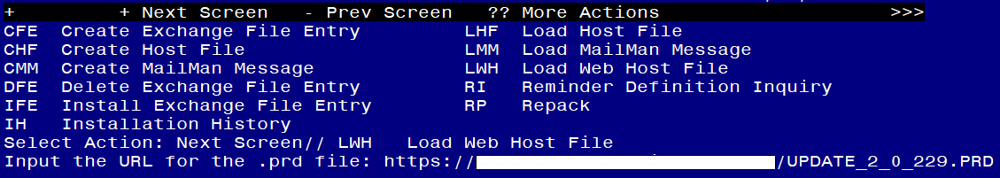 + + Next Screen - Prev Screen ?? More Actions >>>
CFE Create Exchange File Entry LHF Load Host File
CHF Create Host File LMM Load MailMan Message
CMM Create MailMan Message LWH Load Web Host File
DFE Delete Exchange File Entry RI Reminder Definition Inquiry
IFE Install Exchange File Entry RP Repack
IH Installation History
Select Action: Next Screen// LWH Load Web Host File
Input the URL for the .prd file: https:// /UPDATE_2_0_229.PRD